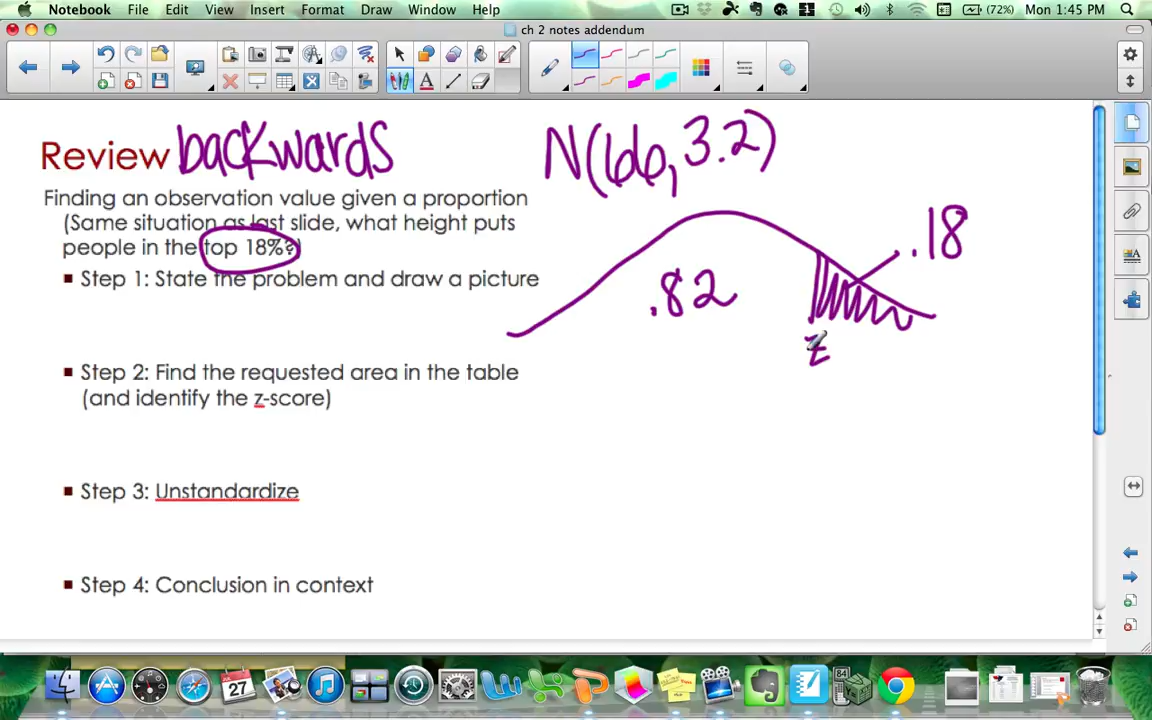 Notebook File Edit View Insert Format Draw Window Help (72%) Mon 1:45 PM
ch 2 notes addendum
Review backwards N(66, 3.2)
Finding an observation value given a proportion
(Same situation as last slide, what height puts
people in the top 18%?)
.18
.82
z
▪ Step 1: State the problem and draw a picture
▪ Step 2: Find the requested area in the table
(and identify the z-score)
▪ Step 3: Unstandardize
▪ Step 4: Conclusion in context
27